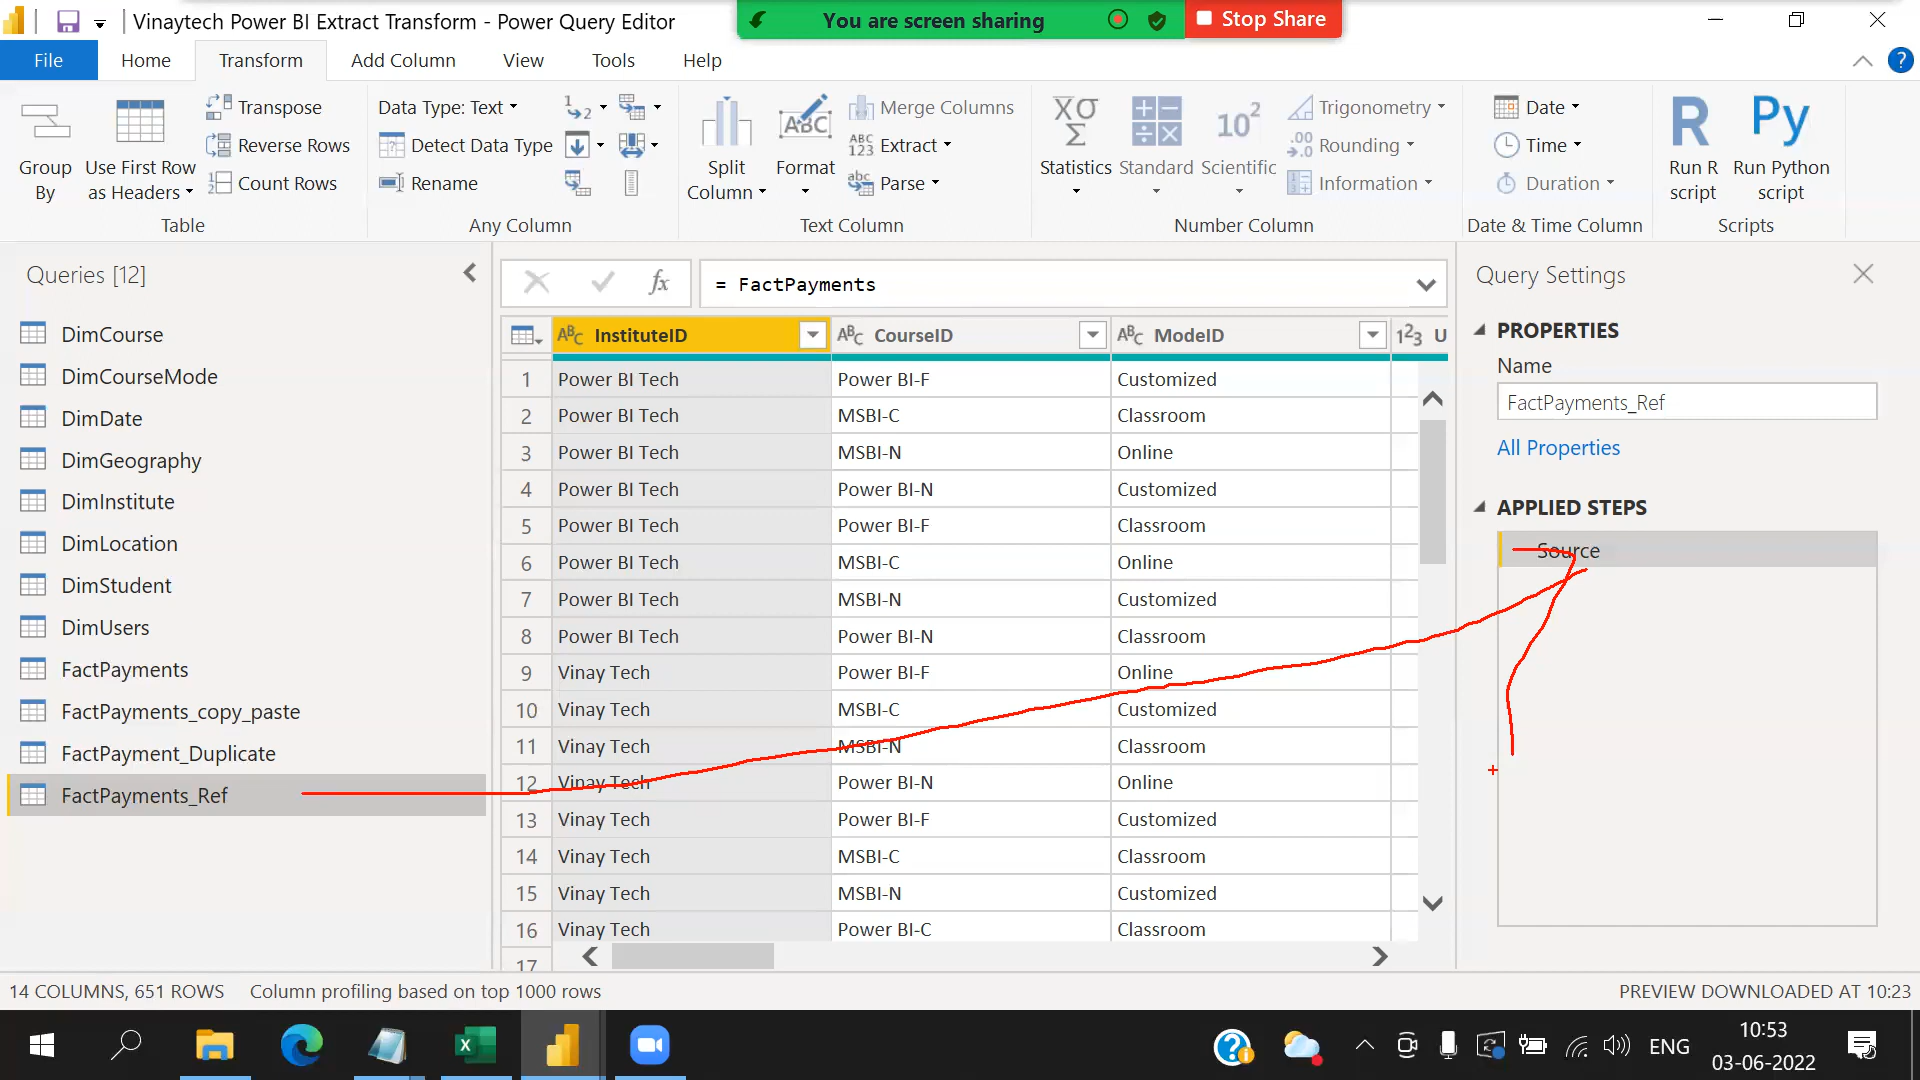 Vinaytech Power BI Extract Transform - Power Query Editor
You are screen sharing
Stop Share
File Home Transform Add Column View Tools Help
?
Group By
Use First Row as Headers
Transpose
Reverse Rows
Count Rows
Table
Data Type: Text
Detect Data Type
Rename
Any Column
Split Column
Format
Merge Columns
Extract
Parse
Text Column
Statistics
Standard
Scientific
Trigonometry
Rounding
Information
Number Column
Date
Time
Duration
Date & Time Column
R
Run R script
Py
Run Python script
Scripts
Queries [12]
DimCourse
DimCourseMode
DimDate
DimGeography
DimInstitute
DimLocation
DimStudent
DimUsers
FactPayments
FactPayments_copy_paste
FactPayment_Duplicate
FactPayments_Ref
fx
= FactPayments
ABC InstituteID ABC CourseID ABC ModeID 123 U
1 Power BI Tech Power BI-F Customized
2 Power BI Tech MSBI-C Classroom
3 Power BI Tech MSBI-N Online
4 Power BI Tech Power BI-N Customized
5 Power BI Tech Power BI-F Classroom
6 Power BI Tech MSBI-C Online
7 Power BI Tech MSBI-N Customized
8 Power BI Tech Power BI-N Classroom
9 Vinay Tech Power BI-F Online
10 Vinay Tech MSBI-C Customized
11 Vinay Tech MSBI-N Classroom
12 Vinay Tech Power BI-N Online
13 Vinay Tech Power BI-F Customized
14 Vinay Tech MSBI-C Classroom
15 Vinay Tech MSBI-N Customized
16 Vinay Tech Power BI-C Classroom
17
Query Settings
PROPERTIES
Name
FactPayments_Ref
All Properties
APPLIED STEPS
Source
14 COLUMNS, 651 ROWS Column profiling based on top 1000 rows
PREVIEW DOWNLOADED AT 10:23
ENG
10:53
03-06-2022